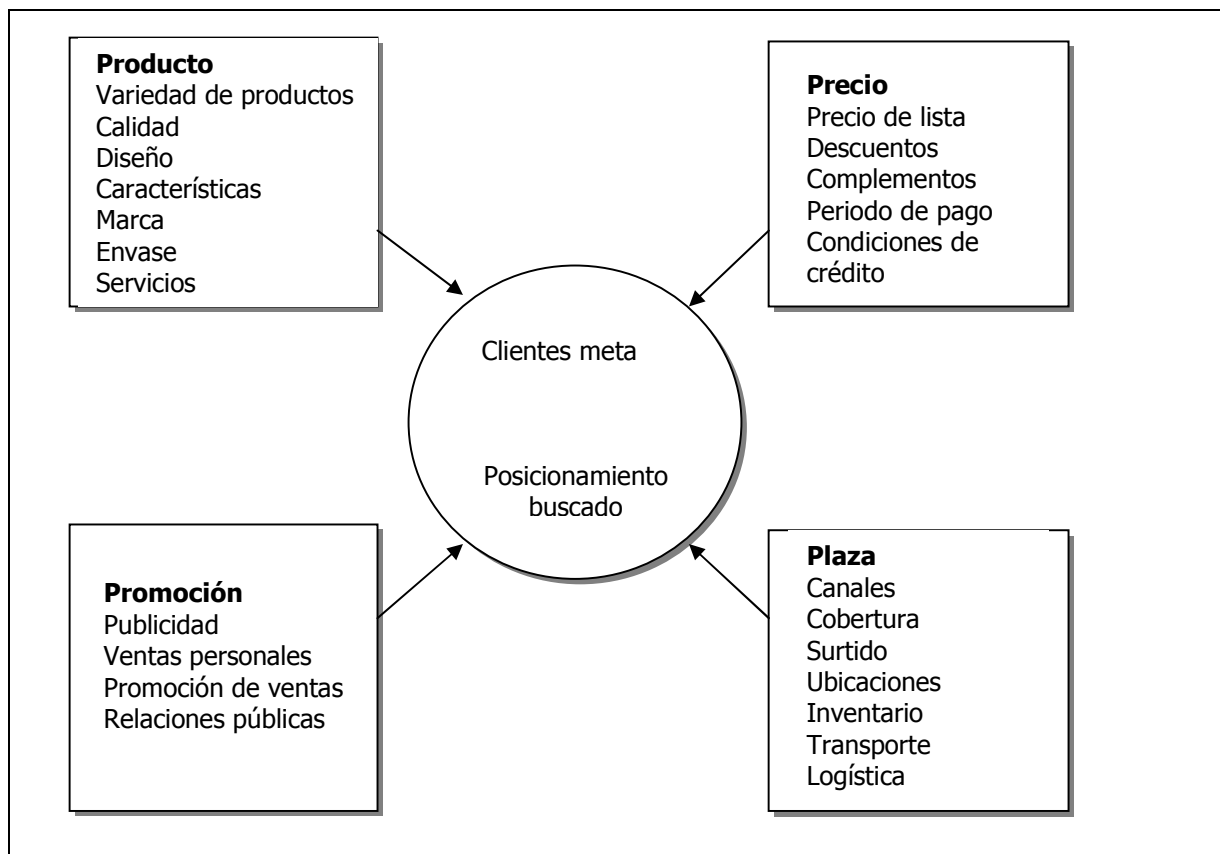 Producto
Variedad de productos
Calidad
Diseño
Características
Marca
Envase
Servicios
Precio
Precio de lista
Descuentos
Complementos
Periodo de pago
Condiciones de
crédito
Clientes meta
Posicionamiento
buscado
Promoción
Publicidad
Ventas personales
Promoción de ventas
Relaciones públicas
Plaza
Canales
Cobertura
Surtido
Ubicaciones
Inventario
Transporte
Logística